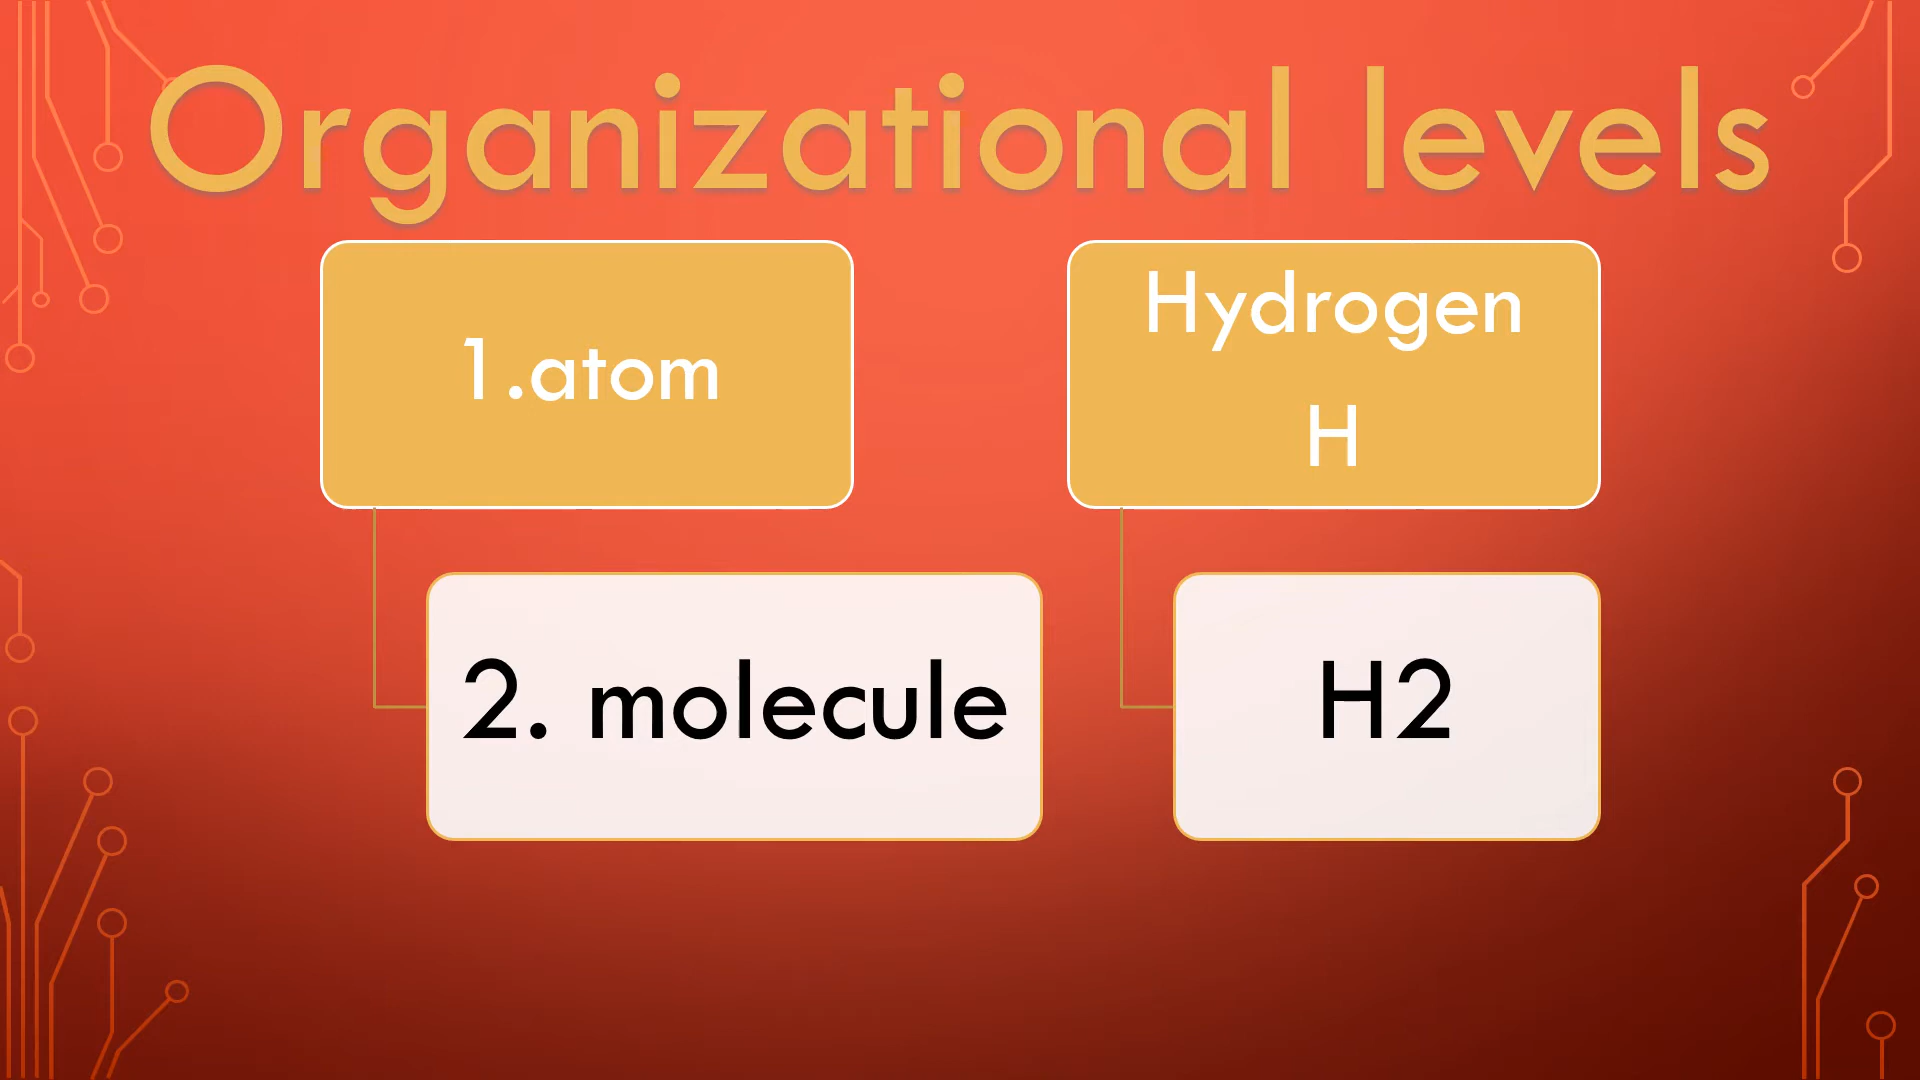 Organizational levels
1.atom
Hydrogen
H
2. molecule
H2